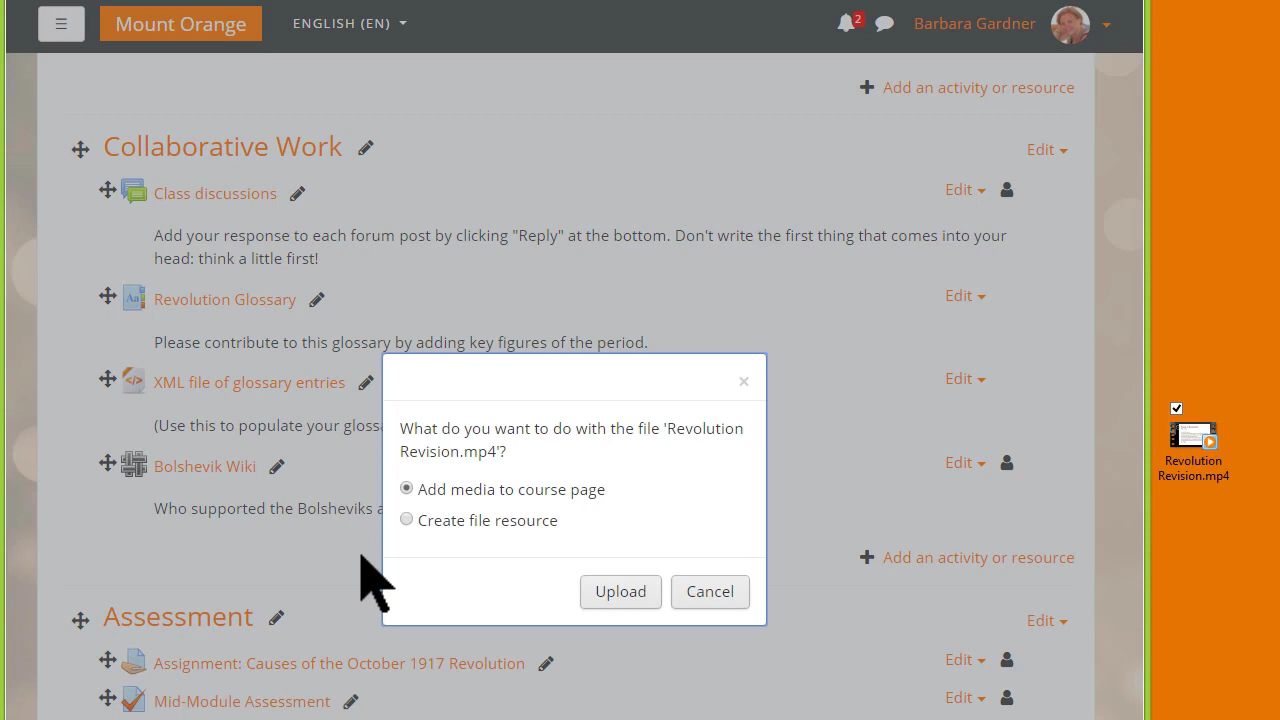 Mount Orange
ENGLISH (EN)
2
Barbara Gardner
Add an activity or resource
Collaborative Work
Edit
Class discussions
Edit
Add your response to each forum post by clicking "Reply" at the bottom. Don't write the first thing that comes into your
head: think a little first!
Revolution Glossary
Edit
Aa
Please contribute to this glossary by adding key figures of the period.
XML file of glossary entries
Edit
(Use this to populate your gloss
Bolshevik Wiki
Edit
Who supported the Bolsheviks a
What do you want to do with the file 'Revolution
Revision.mp4'?
Add media to course page
Create file resource
Upload
Cancel
Add an activity or resource
Assessment
Edit
Assignment: Causes of the October 1917 Revolution
Edit
Mid-Module Assessment
Edit
Revolution
Revision.mp4